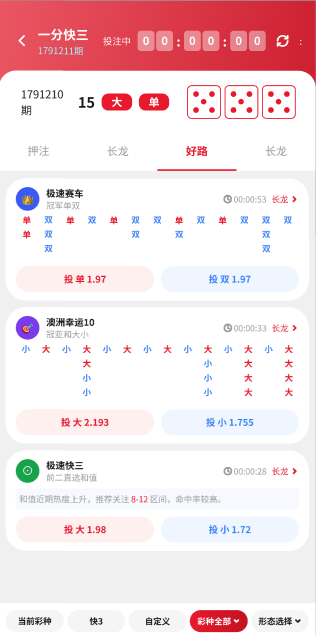 一分快三
1790211期
投注中 00:00:00
1791210期 15 大 单
押注 长龙 好路 长龙
极速赛车
冠军单双
00:00:53 长龙
单 双 单 双 单 双 双 单 双 单 双 双 双
单 双 双 双 双
双 双
投 单 1.97 投 双 1.97
澳洲幸运10
冠亚和大小
00:00:33 长龙
小 大 小 大 小 大 小 大 小 大 小 大 小 大
大 小 大 大
小 小 大 大
小 小 大 大
投 大 2.193 投 小 1.755
极速快三
前二直选和值
00:00:28 长龙
和值近期热度上升，推荐关注 8-12 区间，命中率较高。
投 大 1.98 投 小 1.72
当前彩种 快3 自定义 彩种全部 形态选择